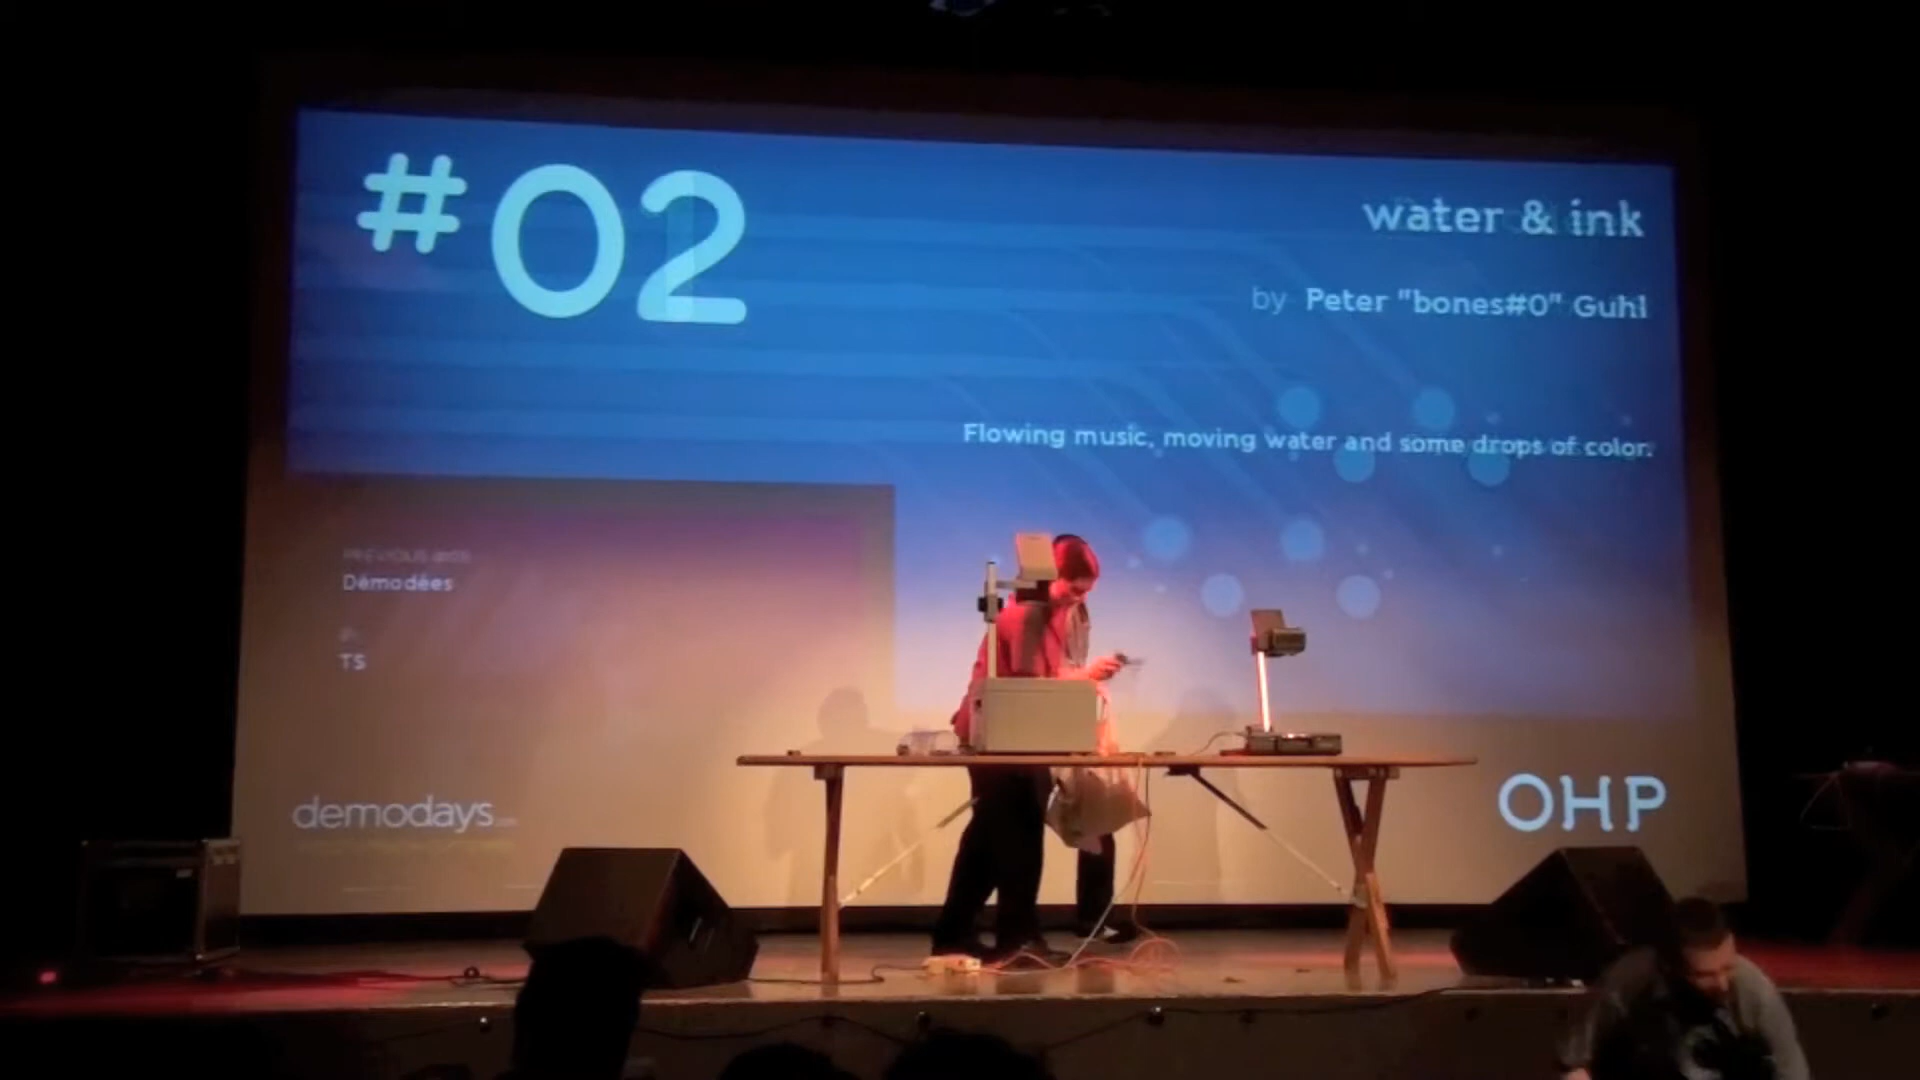 #02
water & ink
by Peter "bones#0" Guhl
Flowing music, moving water and some drops of color.
PREVIOUS
Démodées
TS
demodays
OHP